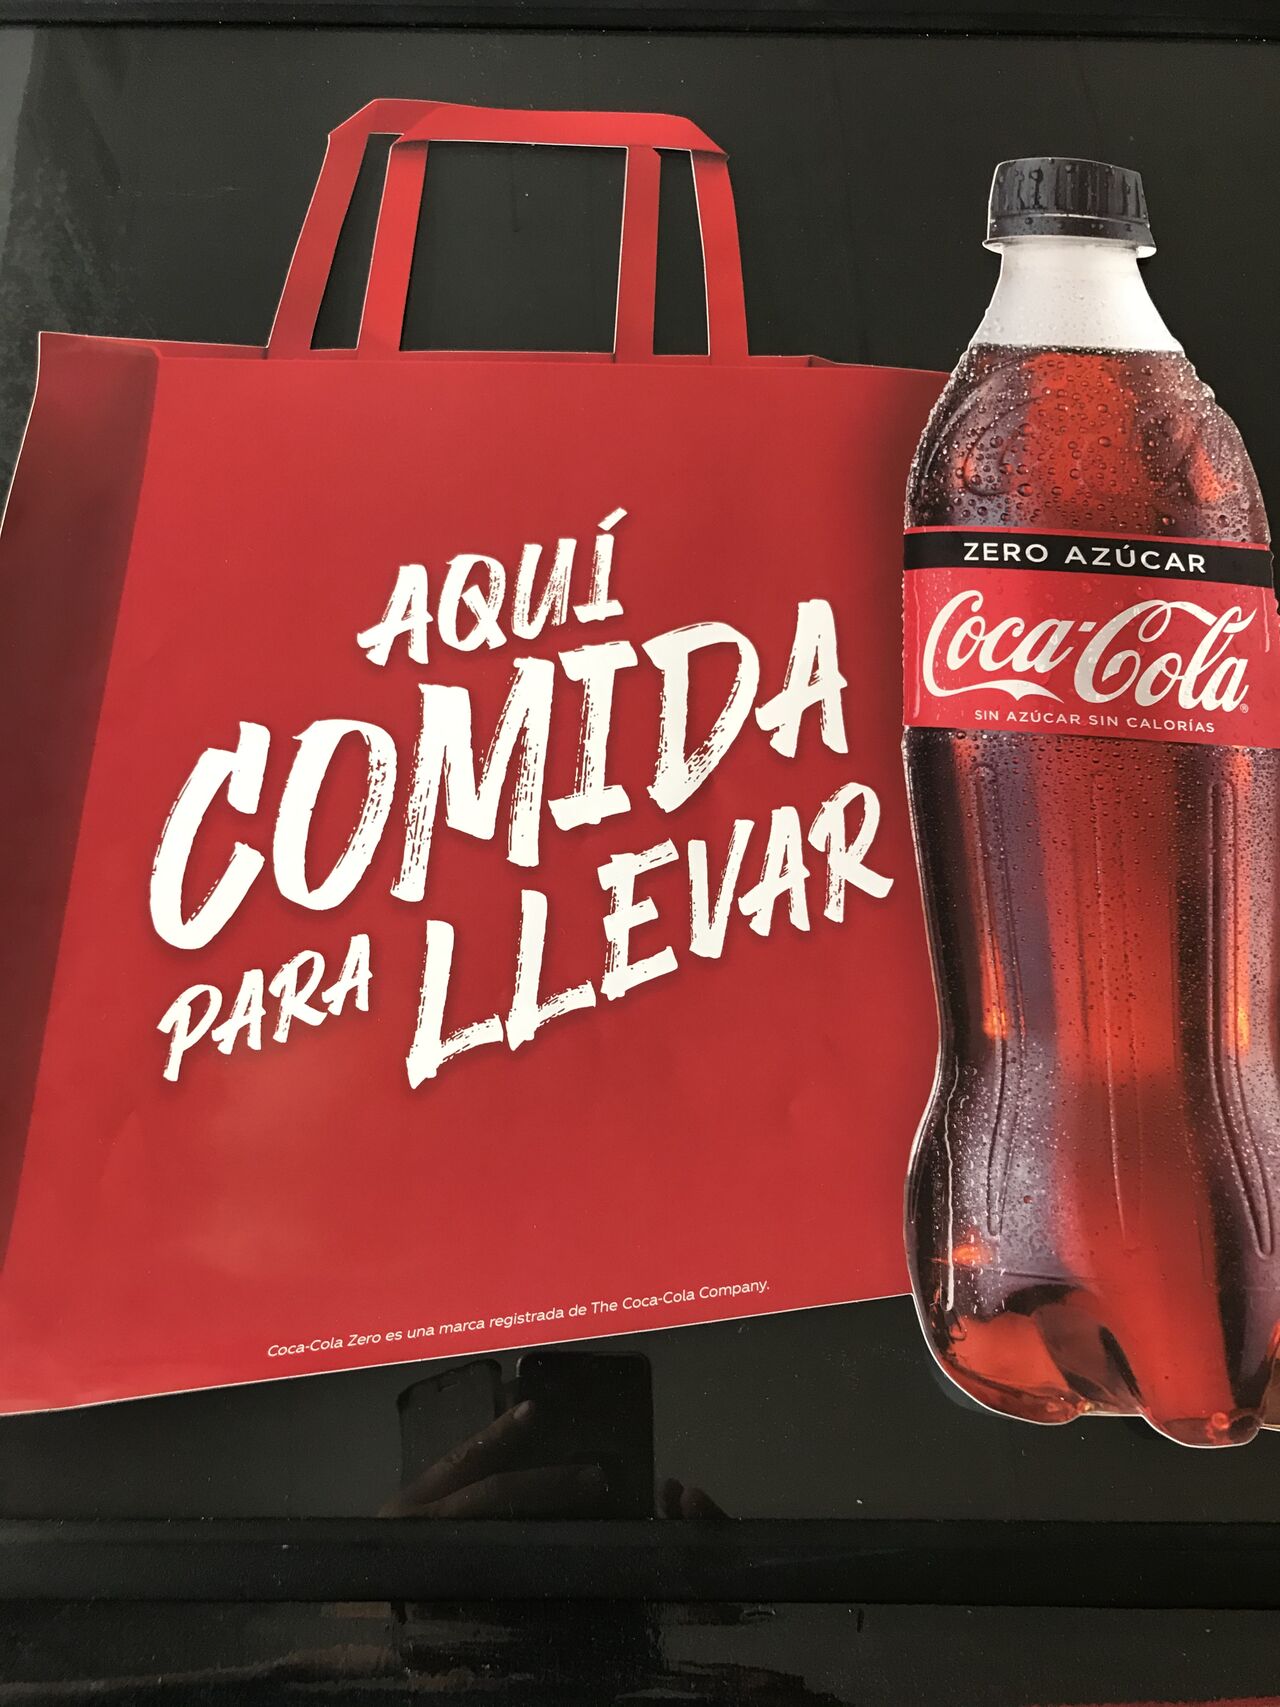 AQUÍ
COMIDA
PARA LLEVAR
Coca-Cola Zero es una marca registrada de The Coca-Cola Company.
ZERO AZÚCAR
Coca-Cola®
SIN AZÚCAR SIN CALORÍAS